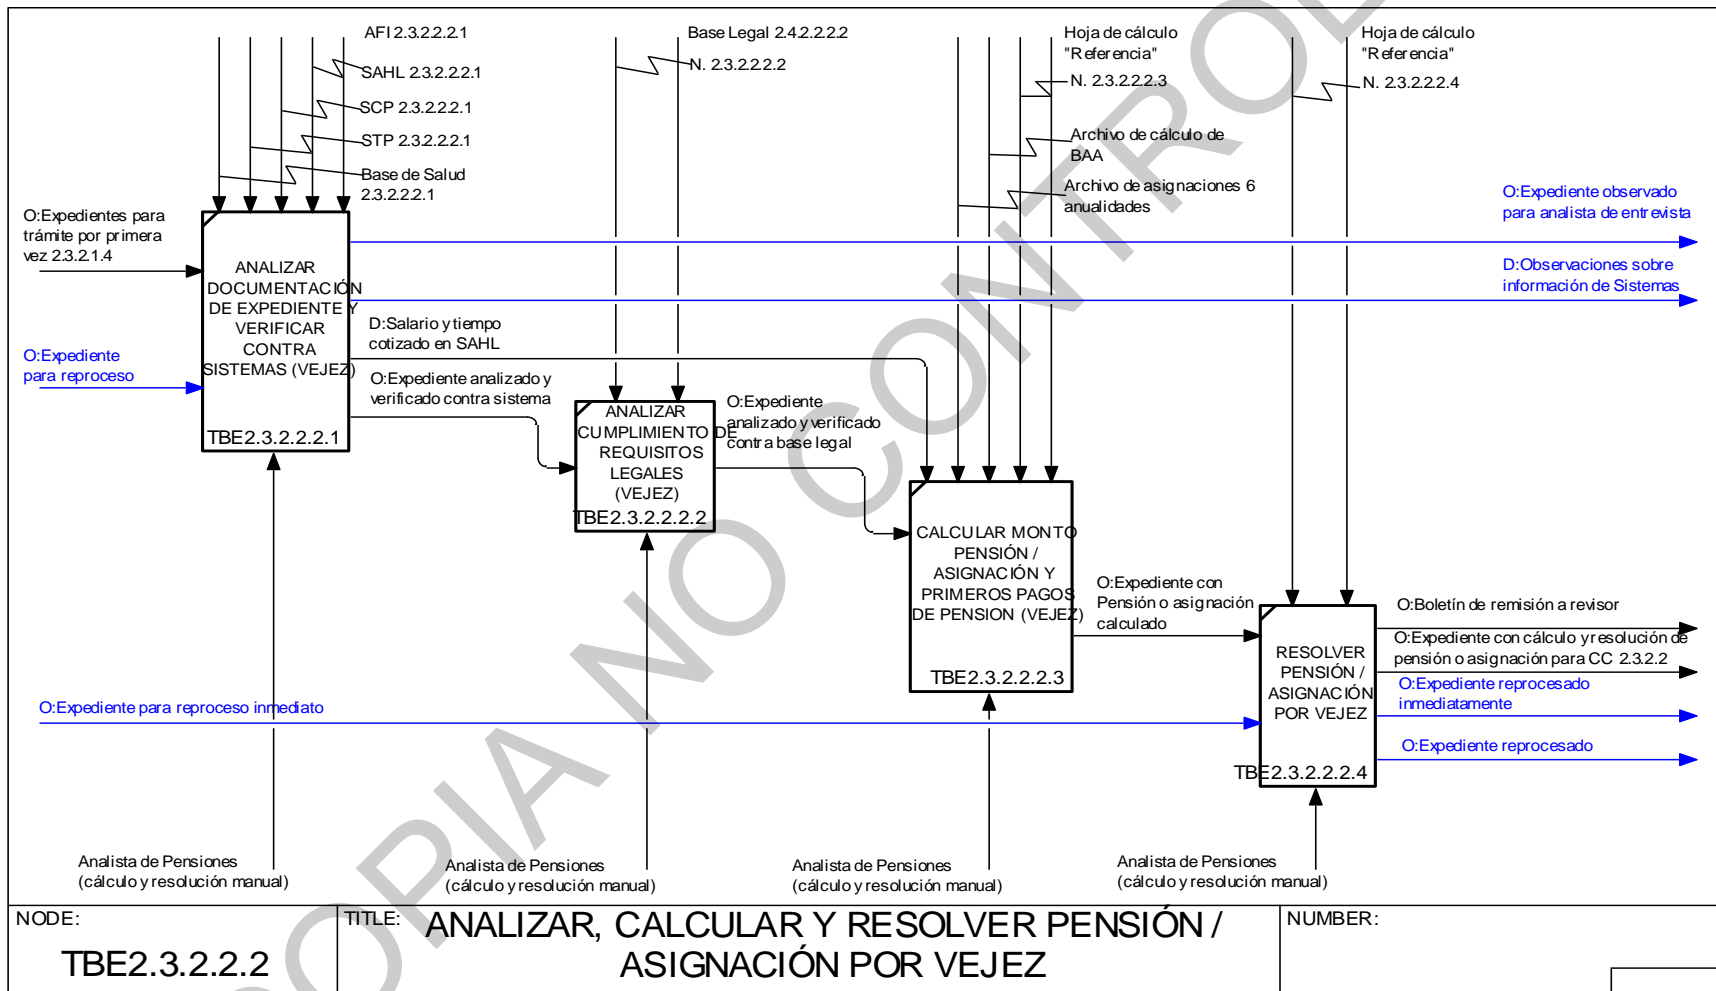 AFI 2.3.2.2.2.1
SAHL 2.3.2.2.2.1
SCP 2.3.2.2.2.1
STP 2.3.2.2.2.1
Base de Salud
2.3.2.2.2.1
Base Legal 2.4.2.2.2.2
N. 2.3.2.2.2.2
Hoja de cálculo
"Referencia"
N. 2.3.2.2.2.3
Archivo de cálculo de
BAA
Archivo de asignaciones 6
anualidades
Hoja de cálculo
"Referencia"
N. 2.3.2.2.2.4
O:Expedientes para
trámite por primera
vez 2.3.2.1.4
O:Expediente
para reproceso
ANALIZAR
DOCUMENTACIÓN
DE EXPEDIENTE Y
VERIFICAR
CONTRA
SISTEMAS (VEJEZ)
TBE2.3.2.2.2.1
O:Expediente observado
para analista de entrevista
D:Observaciones sobre
información de Sistemas
D:Salario y tiempo
cotizado en SAHL
O:Expediente analizado y
verificado contra sistema
ANALIZAR
CUMPLIMIENTO DE
REQUISITOS
LEGALES
(VEJEZ)
TBE2.3.2.2.2.2
O:Expediente
analizado y verificado
contra base legal
CALCULAR MONTO
PENSIÓN /
ASIGNACIÓN Y
PRIMEROS PAGOS
DE PENSION (VEJEZ)
TBE2.3.2.2.2.3
O:Expediente con
Pensión o asignación
calculado
RESOLVER
PENSIÓN /
ASIGNACIÓN
POR VEJEZ
TBE2.3.2.2.2.4
O:Boletín de remisión a revisor
O:Expediente con cálculo y resolución de
pensión o asignación para CC 2.3.2.2
O:Expediente reprocesado
inmediatamente
O:Expediente reprocesado
O:Expediente para reproceso inmediato
Analista de Pensiones
(cálculo y resolución manual)
Analista de Pensiones
(cálculo y resolución manual)
Analista de Pensiones
(cálculo y resolución manual)
Analista de Pensiones
(cálculo y resolución manual)
NODE:
TBE2.3.2.2.2
TITLE:
ANALIZAR, CALCULAR Y RESOLVER PENSIÓN /
ASIGNACIÓN POR VEJEZ
NUMBER:
COPIA NO CONTROL